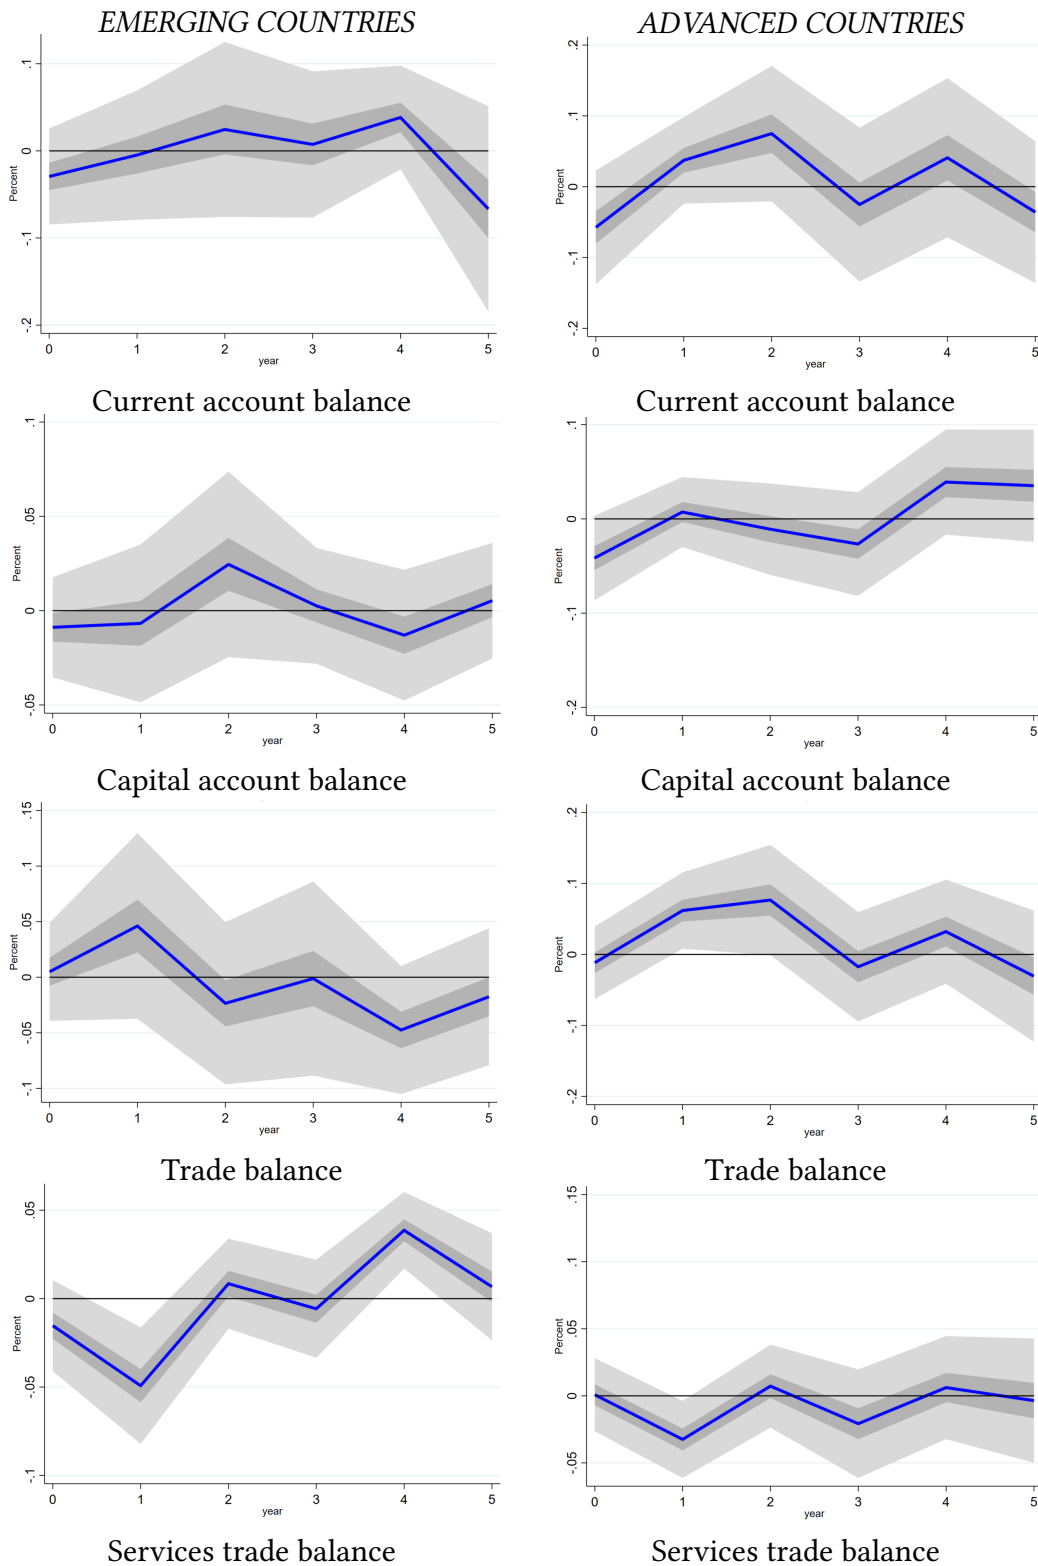 EMERGING COUNTRIES
ADVANCED COUNTRIES
.1
0
-.1
-.2
Percent
0 1 2 3 4 5
year
.2
.1
0
-.1
-.2
Percent
0 1 2 3 4 5
year
Current account balance
Current account balance
.1
.05
0
-.05
Percent
0 1 2 3 4 5
year
.1
0
-.1
-.2
Percent
0 1 2 3 4 5
year
Capital account balance
Capital account balance
.15
.1
.05
0
-.05
-.1
Percent
0 1 2 3 4 5
year
.2
.1
0
-.1
-.2
Percent
0 1 2 3 4 5
year
Trade balance
Trade balance
.05
0
-.05
-.1
Percent
0 1 2 3 4 5
year
.15
.1
.05
0
-.05
Percent
0 1 2 3 4 5
year
Services trade balance
Services trade balance